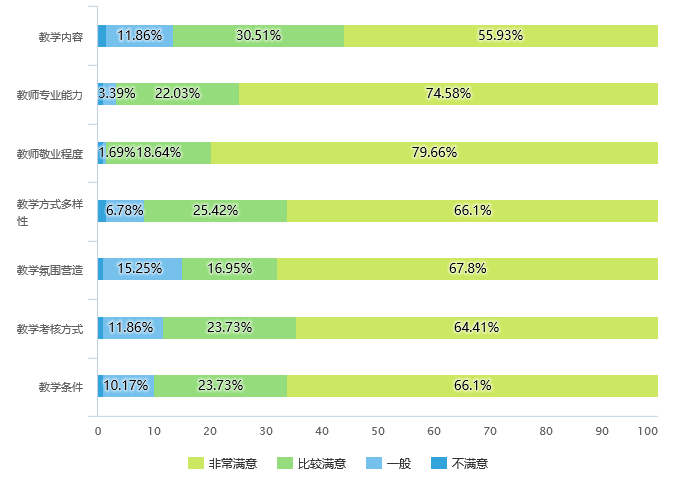 教学内容
11.86%
30.51%
55.93%
教师专业能力
3.39%
22.03%
74.58%
教师敬业程度
1.69%
18.64%
79.66%
教学方式多样
性
6.78%
25.42%
66.1%
教学氛围营造
15.25%
16.95%
67.8%
教学考核方式
11.86%
23.73%
64.41%
教学条件
10.17%
23.73%
66.1%
0 10 20 30 40 50 60 70 80 90 100
非常满意 比较满意 一般 不满意